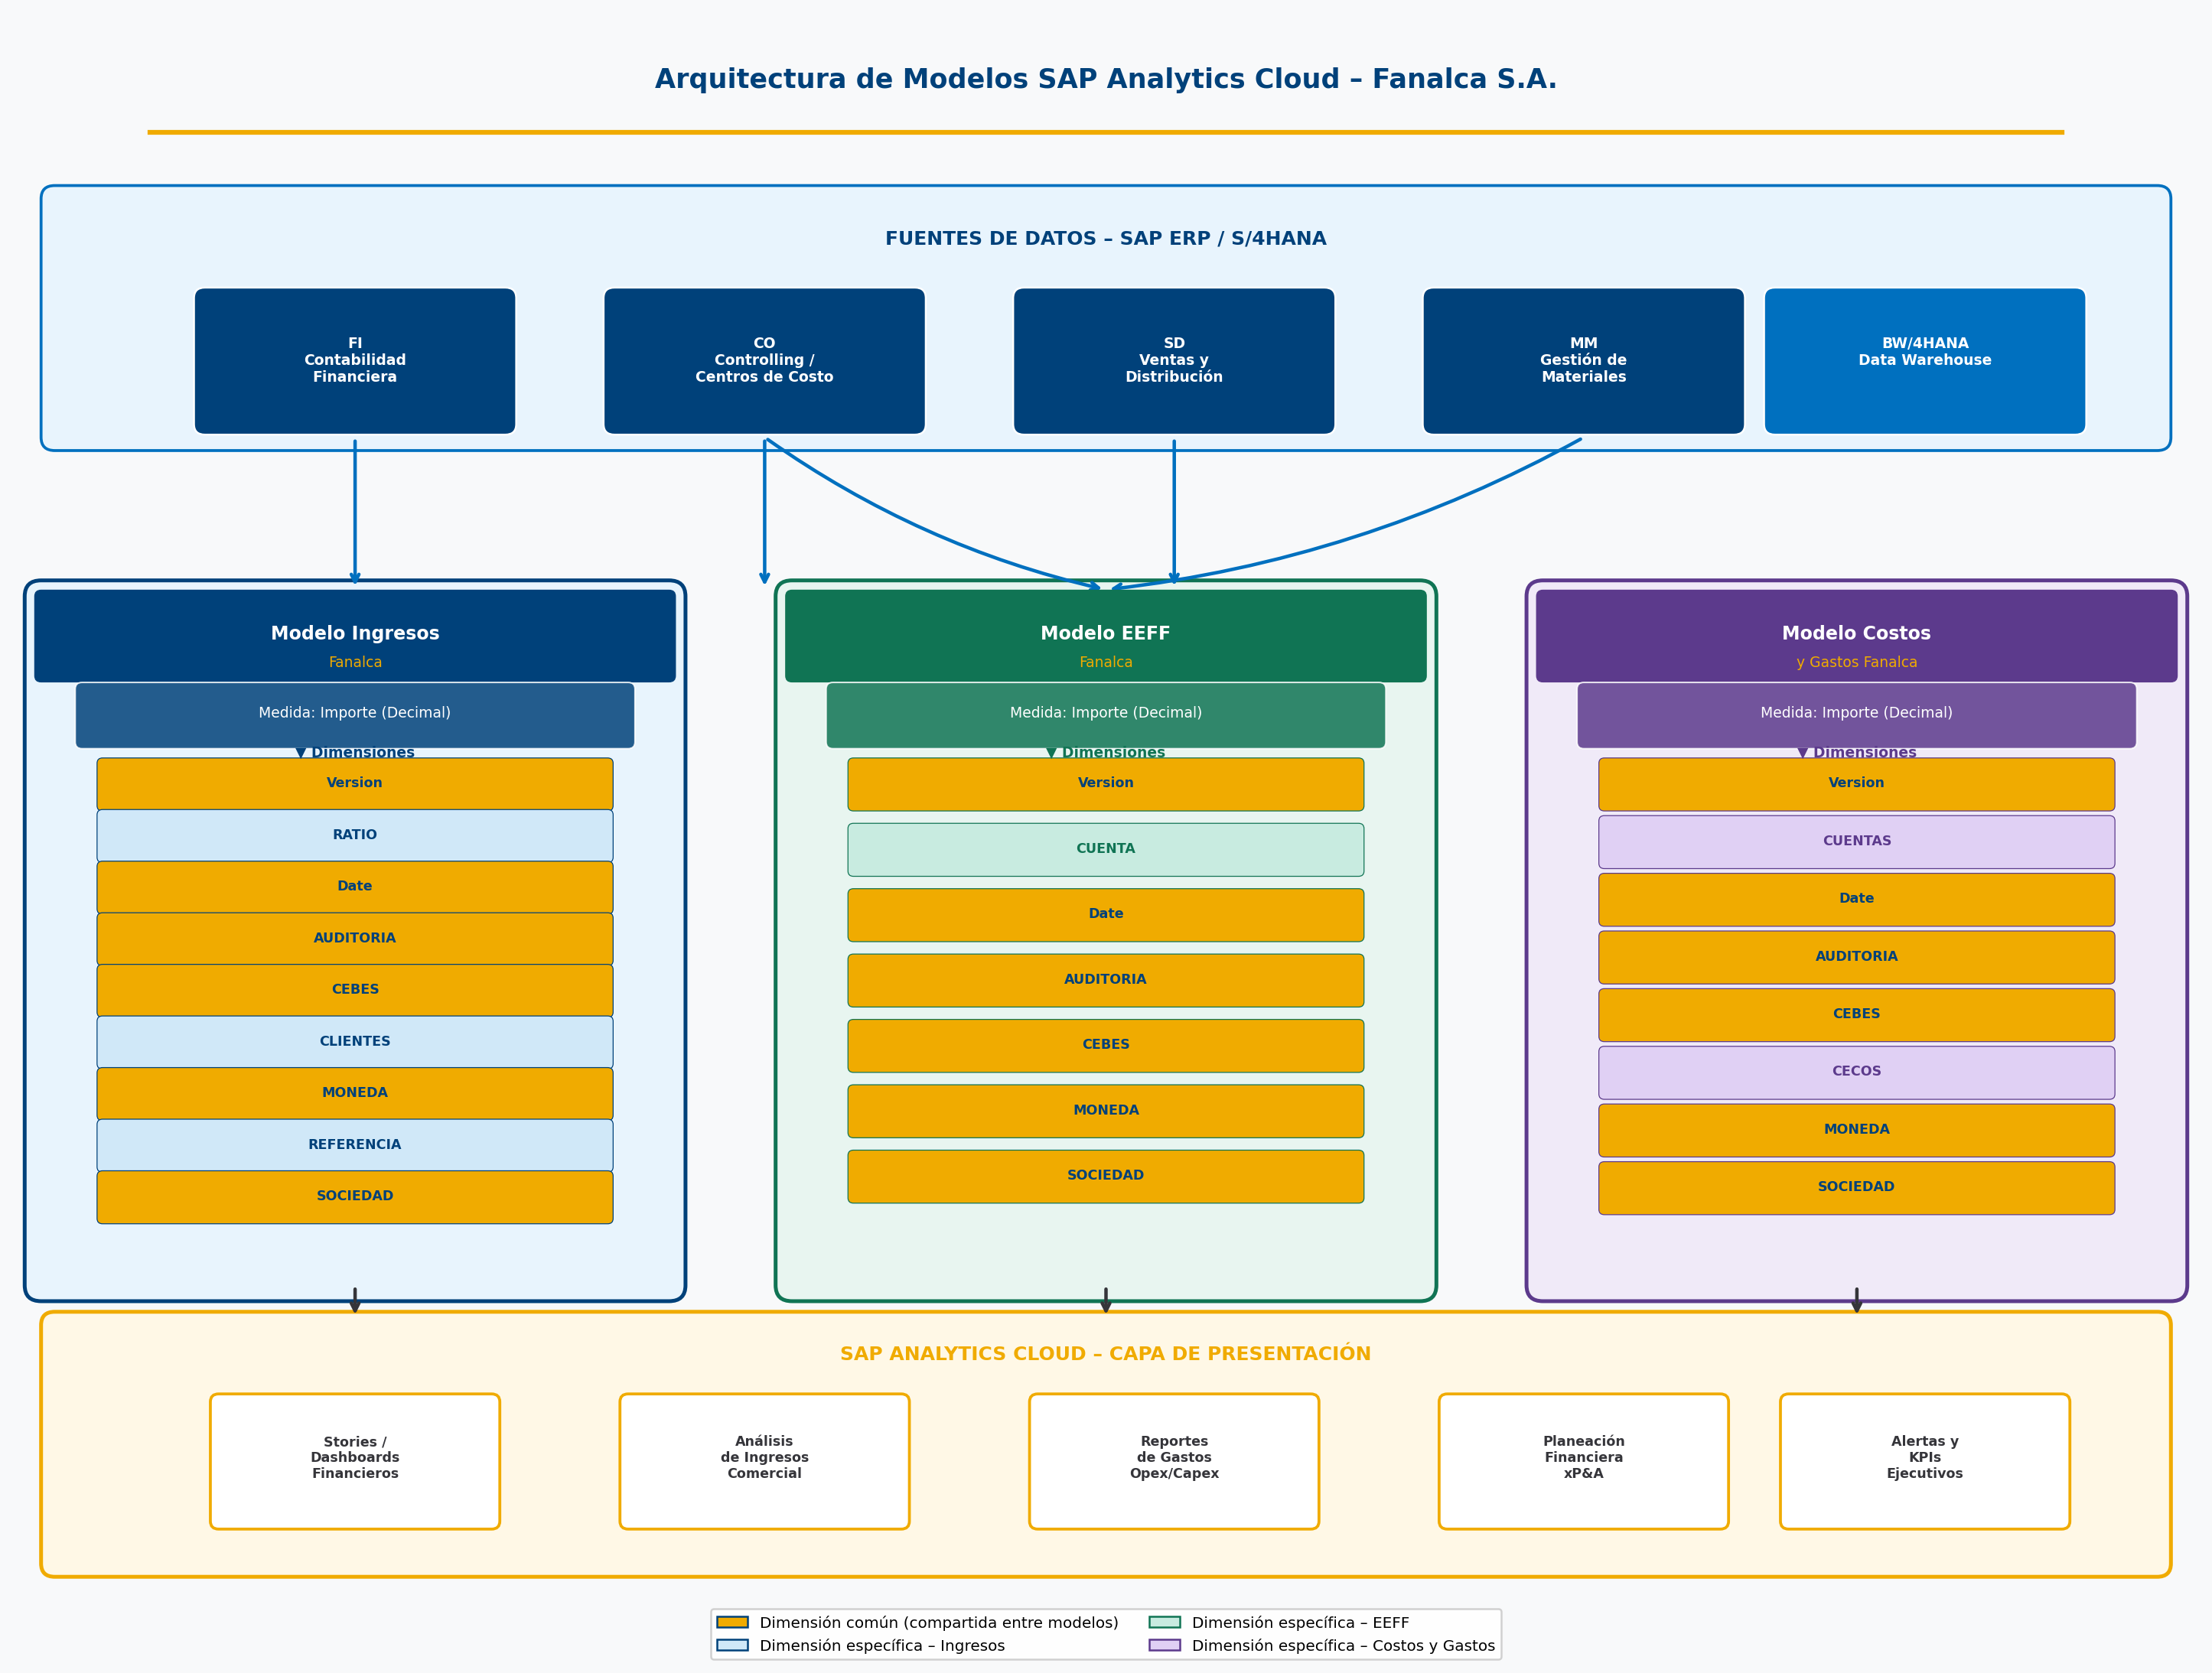 Arquitectura de Modelos SAP Analytics Cloud – Fanalca S.A.
FUENTES DE DATOS – SAP ERP / S/4HANA
FI
Contabilidad
Financiera
CO
Controlling /
Centros de Costo
SD
Ventas y
Distribución
MM
Gestión de
Materiales
BW/4HANA
Data Warehouse
Modelo Ingresos
Fanalca
Medida: Importe (Decimal)
▼ Dimensiones
Version
RATIO
Date
AUDITORIA
CEBES
CLIENTES
MONEDA
REFERENCIA
SOCIEDAD
Modelo EEFF
Fanalca
Medida: Importe (Decimal)
▼ Dimensiones
Version
CUENTA
Date
AUDITORIA
CEBES
MONEDA
SOCIEDAD
Modelo Costos
y Gastos Fanalca
Medida: Importe (Decimal)
▼ Dimensiones
Version
CUENTAS
Date
AUDITORIA
CEBES
CECOS
MONEDA
SOCIEDAD
SAP ANALYTICS CLOUD – CAPA DE PRESENTACIÓN
Stories /
Dashboards
Financieros
Análisis
de Ingresos
Comercial
Reportes
de Gastos
Opex/Capex
Planeación
Financiera
xP&A
Alertas y
KPIs
Ejecutivos
Dimensión común (compartida entre modelos)
Dimensión específica – Ingresos
Dimensión específica – EEFF
Dimensión específica – Costos y Gastos